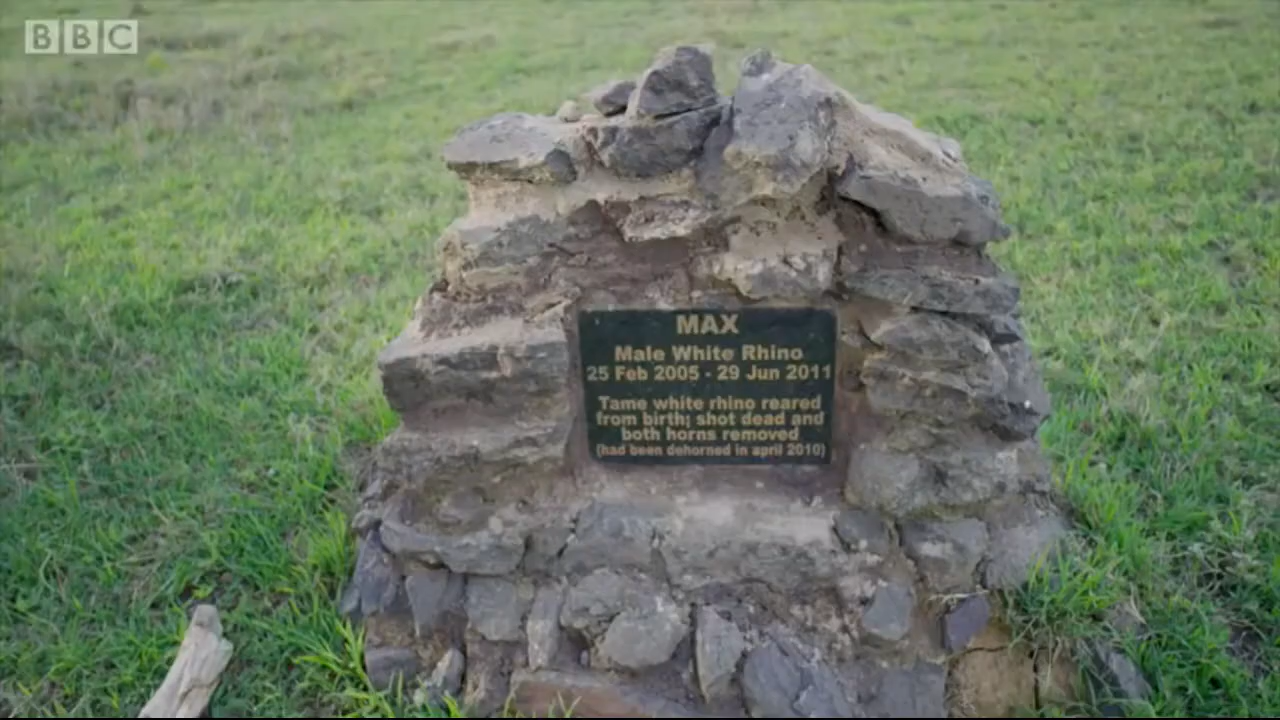 BBC
MAX
Male White Rhino
25 Feb 2005 - 29 Jun 2011
Tame white rhino reared
from birth; shot dead and
both horns removed
(had been dehorned in april 2010)